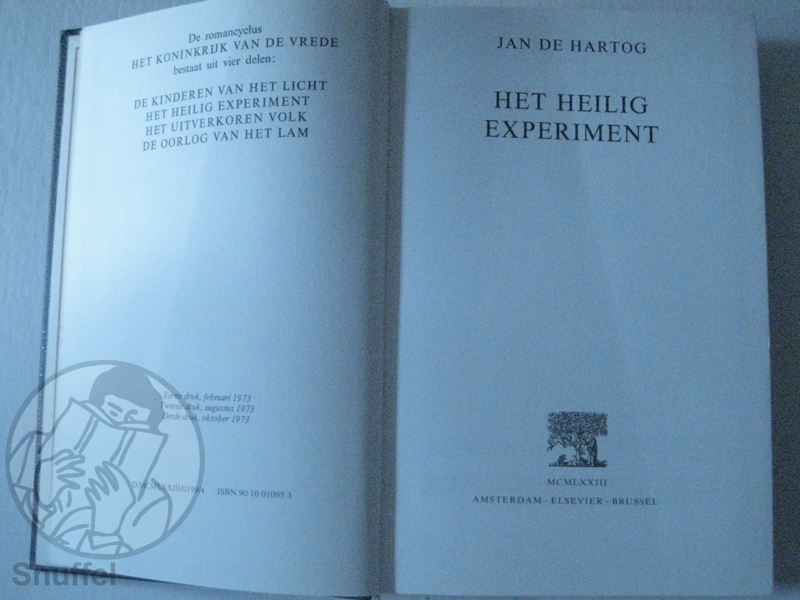 De romancyclus
HET KONINKRIJK VAN DE VREDE
bestaat uit vier delen:
DE KINDEREN VAN HET LICHT
HET HEILIG EXPERIMENT
HET UITVERKOREN VOLK
DE OORLOG VAN HET LAM
Eerste druk, februari 1973
Tweede druk, augustus 1973
Derde druk, oktober 1973
ISBN 90 10 01095 3
Snuffel
JAN DE HARTOG
HET HEILIG
EXPERIMENT
MCMLXXIII
AMSTERDAM - ELSEVIER - BRUSSEL